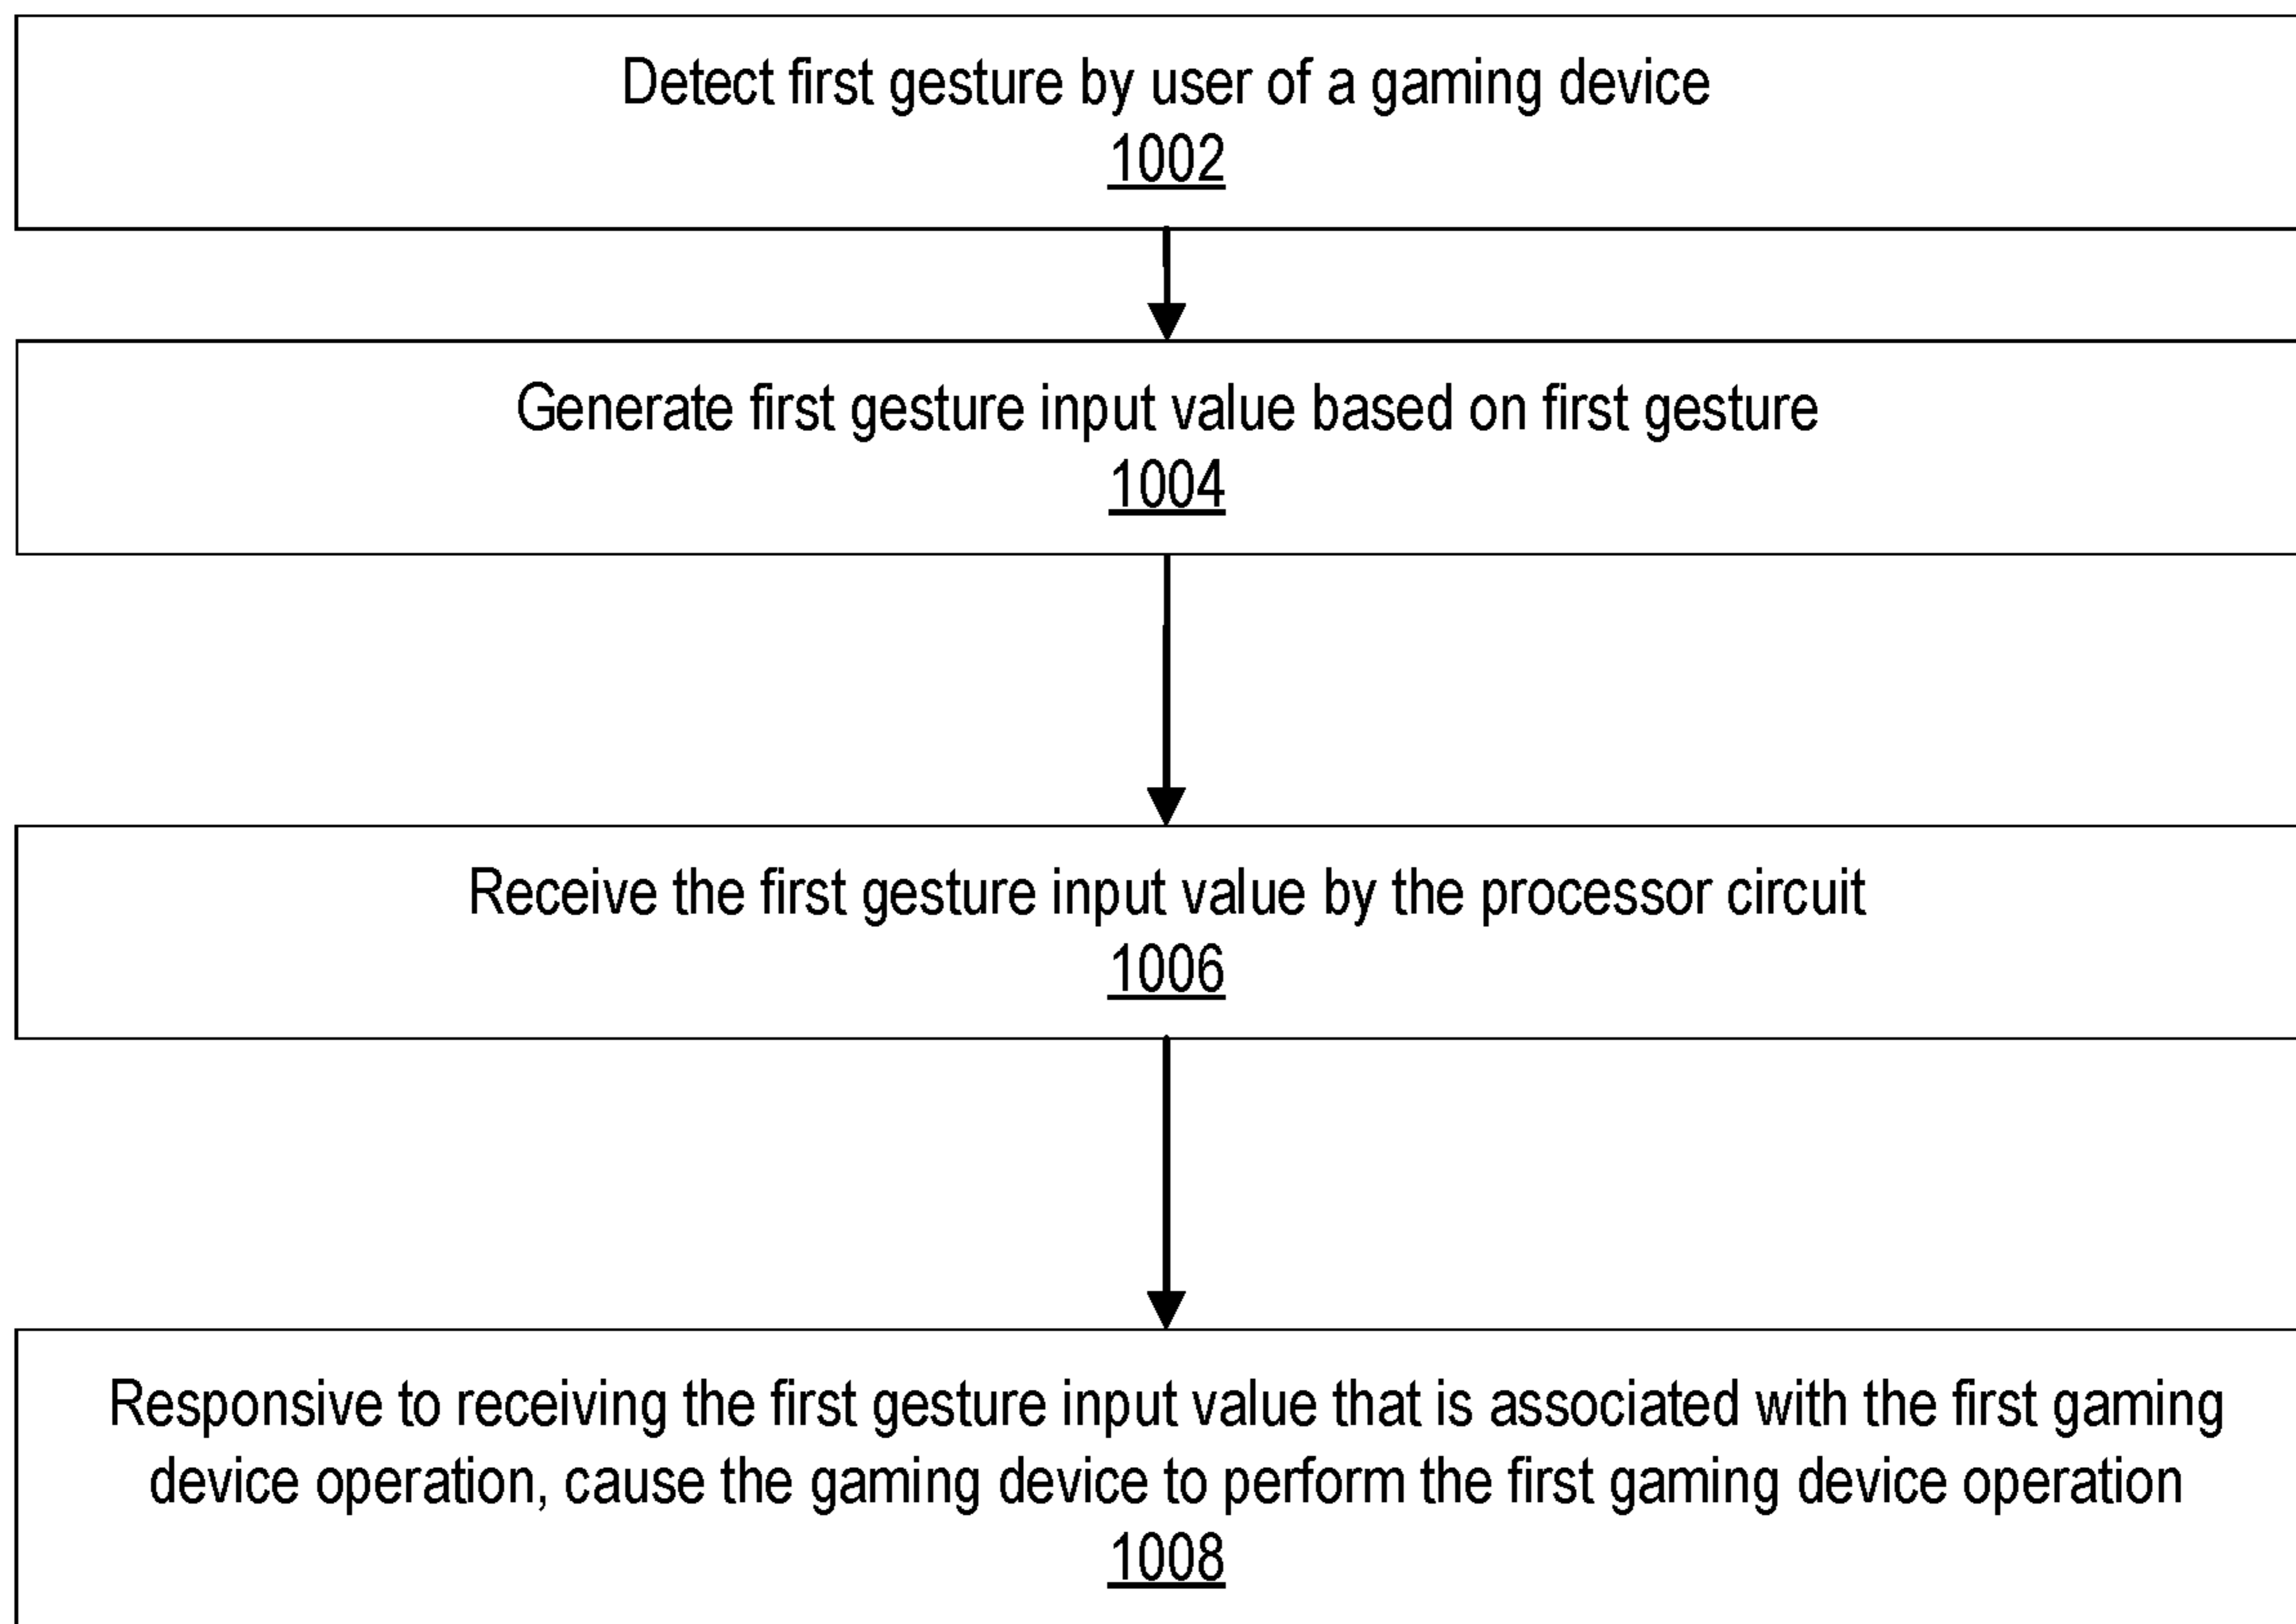 Detect first gesture by user of a gaming device
1002
Generate first gesture input value based on first gesture
1004
Receive the first gesture input value by the processor circuit
1006
Responsive to receiving the first gesture input value that is associated with the first gaming
device operation, cause the gaming device to perform the first gaming device operation
1008